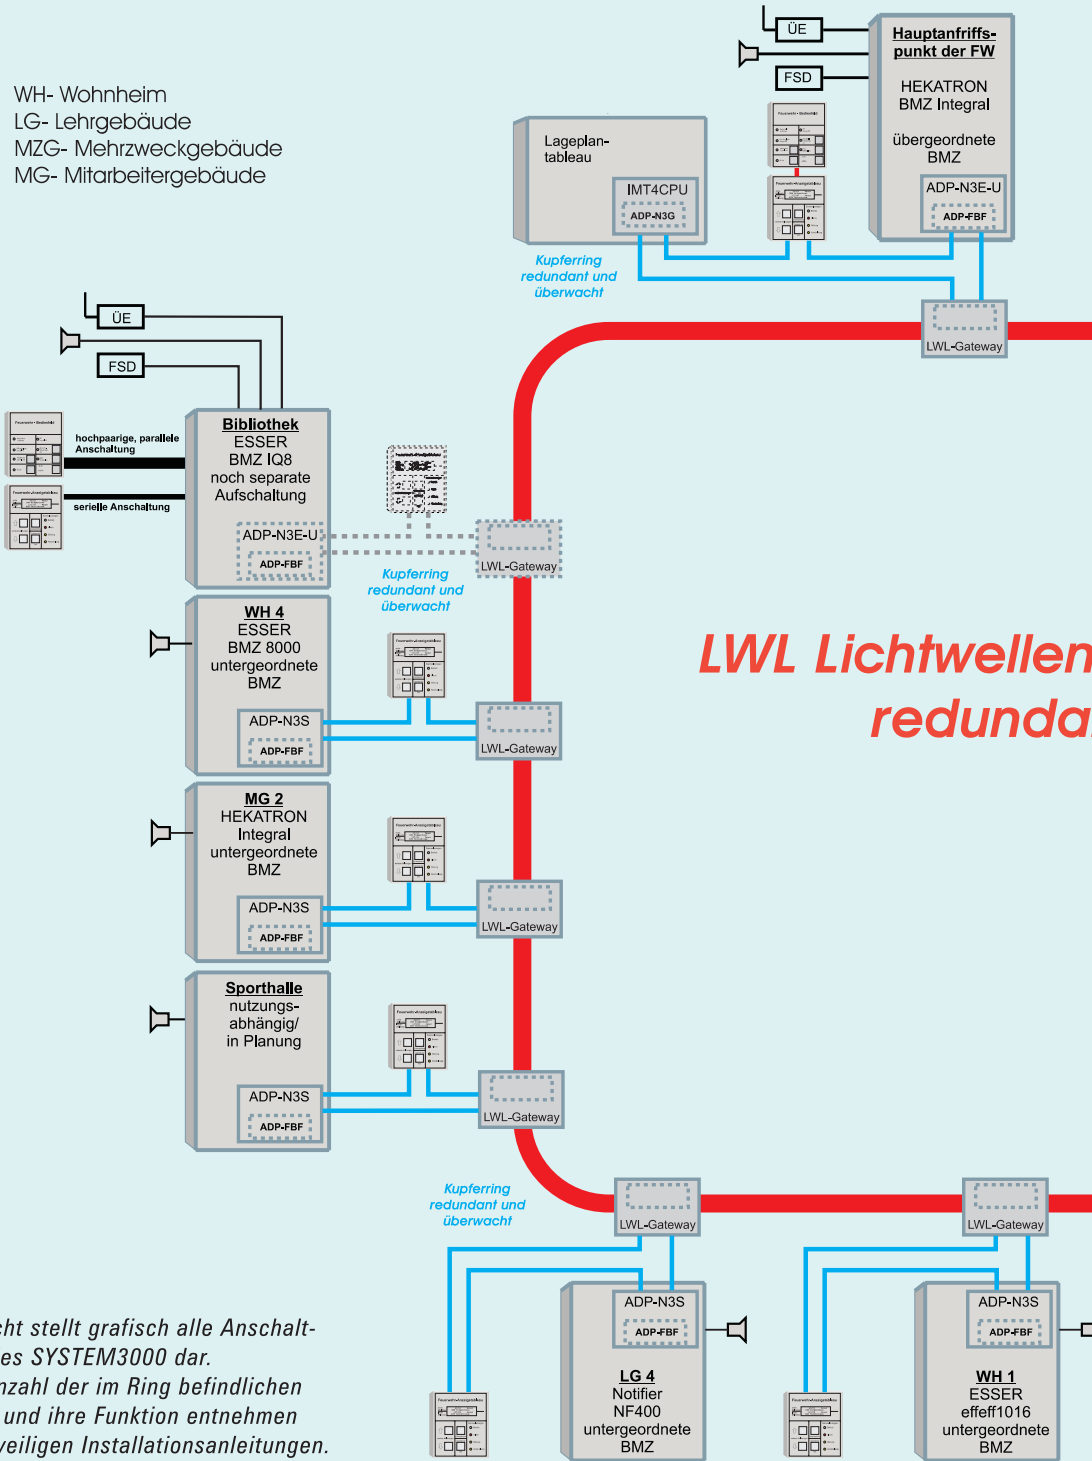 WH- Wohnheim
LG- Lehrgebäude
MZG- Mehrzweckgebäude
MG- Mitarbeitergebäude
ÜE
FSD
Hauptanfriffs-
punkt der FW
HEKATRON
BMZ Integral
übergeordnete
BMZ
ADP-N3E-U
ADP-FBF
Lageplan-
tableau
IMT4CPU
ADP-N3G
Kupferring
redundant und
überwacht
LWL-Gateway
ÜE
FSD
hochpaarige, parallele
Anschaltung
serielle Anschaltung
Bibliothek
ESSER
BMZ IQ8
noch separate
Aufschaltung
ADP-N3E-U
ADP-FBF
LWL-Gateway
Kupferring
redundant und
überwacht
WH 4
ESSER
BMZ 8000
untergeordnete
BMZ
ADP-N3S
ADP-FBF
LWL-Gateway
LWL Lichtwellen
redunda
MG 2
HEKATRON
Integral
untergeordnete
BMZ
ADP-N3S
ADP-FBF
LWL-Gateway
Sporthalle
nutzungs-
abhängig/
in Planung
ADP-N3S
ADP-FBF
LWL-Gateway
Kupferring
redundant und
überwacht
LWL-Gateway
LWL-Gateway
ADP-N3S
ADP-FBF
LG 4
Notifier
NF400
untergeordnete
BMZ
ADP-N3S
ADP-FBF
WH 1
ESSER
effeff1016
untergeordnete
BMZ
cht stellt grafisch alle Anschalt-
es SYSTEM3000 dar.
nzahl der im Ring befindlichen
und ihre Funktion entnehmen
weiligen Installationsanleitungen.